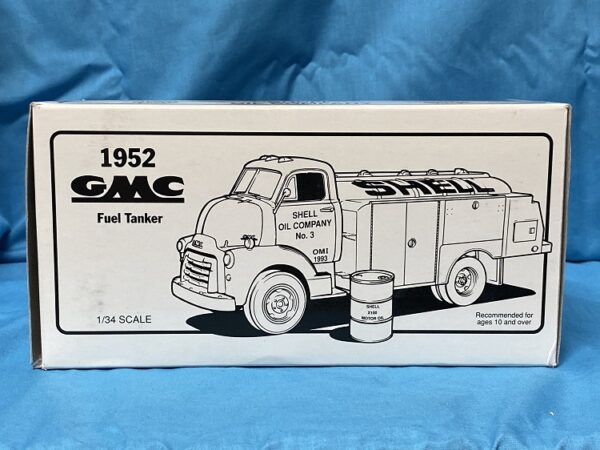 1952
GMC
Fuel Tanker
1/34 SCALE
SHELL
SHELL
OIL COMPANY
No. 3
OMI
1993
SHELL
X100
MOTOR OIL
Recommended for
ages 10 and over